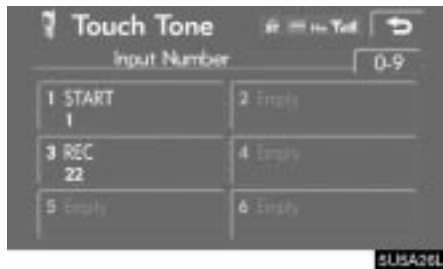 Touch Tone
Input Number
0-9
1 START
1
2 Empty
3 REC
22
4 Empty
5 Empty
6 Empty
5U5A26L